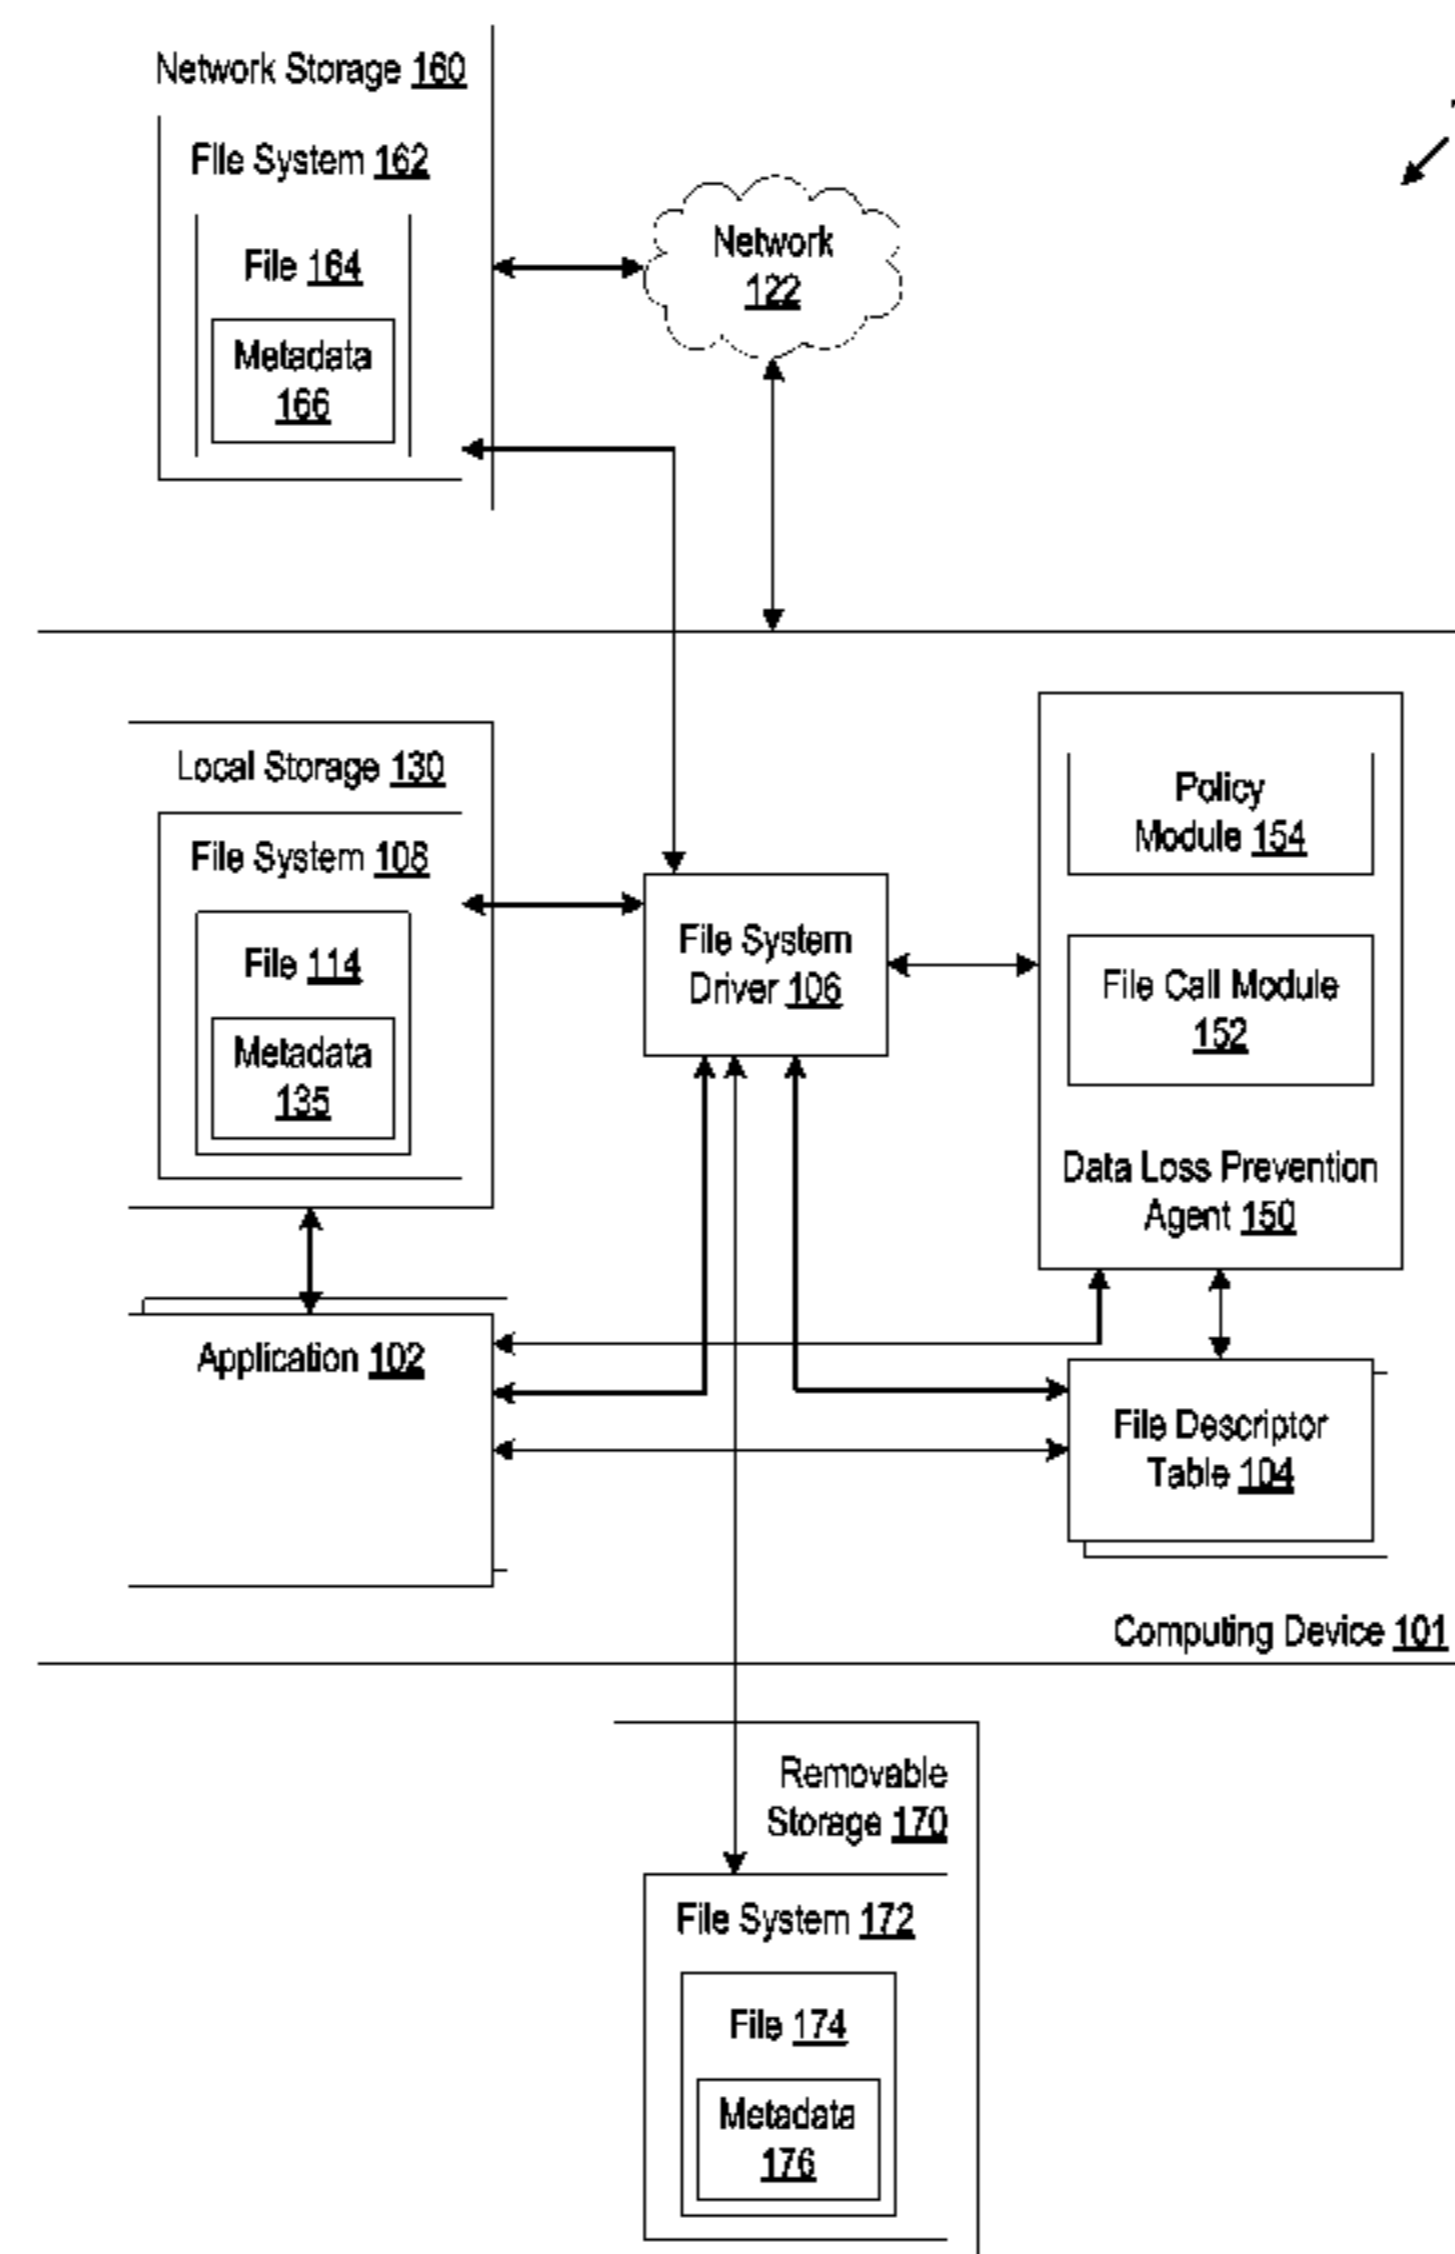 Network Storage 160
File System 162
File 164
Metadata
166
Network
122
Local Storage 130
File System 108
File 114
Metadata
135
File System
Driver 106
Policy
Module 154
File Call Module
152
Data Loss Prevention
Agent 150
Application 102
File Descriptor
Table 104
Computing Device 101
Removable
Storage 170
File System 172
File 174
Metadata
176